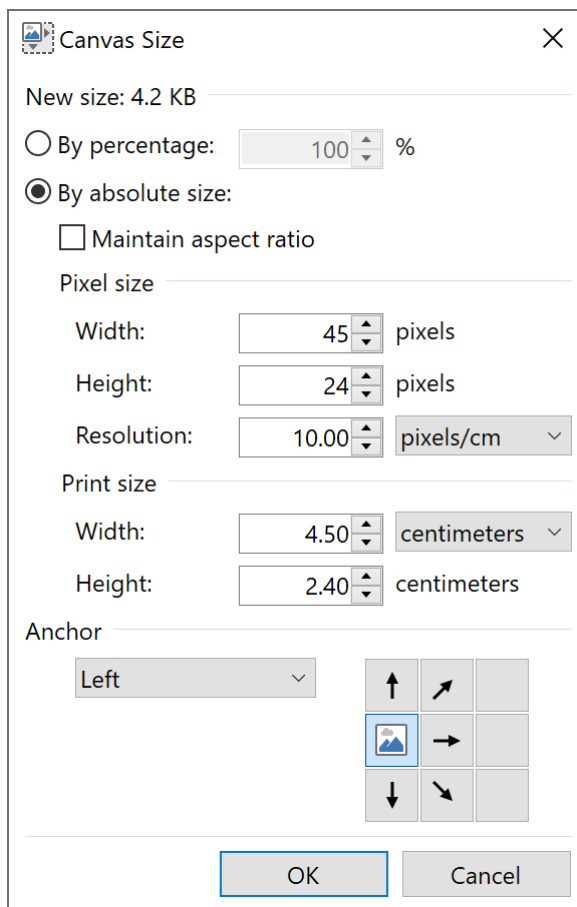 Canvas Size
New size: 4.2 KB
By percentage: 100 %
By absolute size:
Maintain aspect ratio
Pixel size
Width: 45 pixels
Height: 24 pixels
Resolution: 10.00 pixels/cm
Print size
Width: 4.50 centimeters
Height: 2.40 centimeters
Anchor
Left
OK Cancel